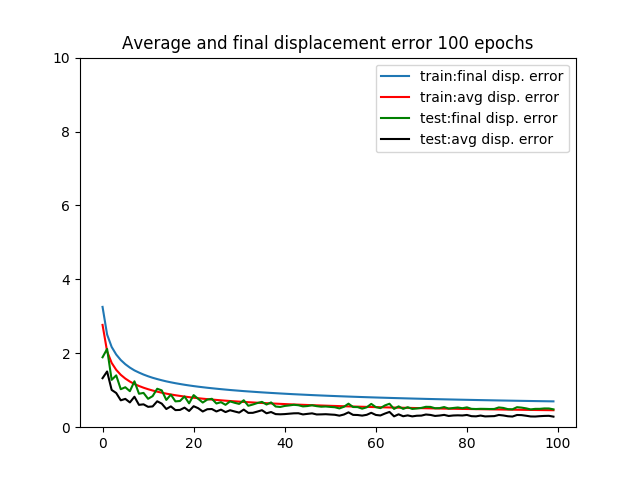 Average and final displacement error 100 epochs
10
8
6
4
2
0
train:final disp. error
train:avg disp. error
test:final disp. error
test:avg disp. error
0 20 40 60 80 100